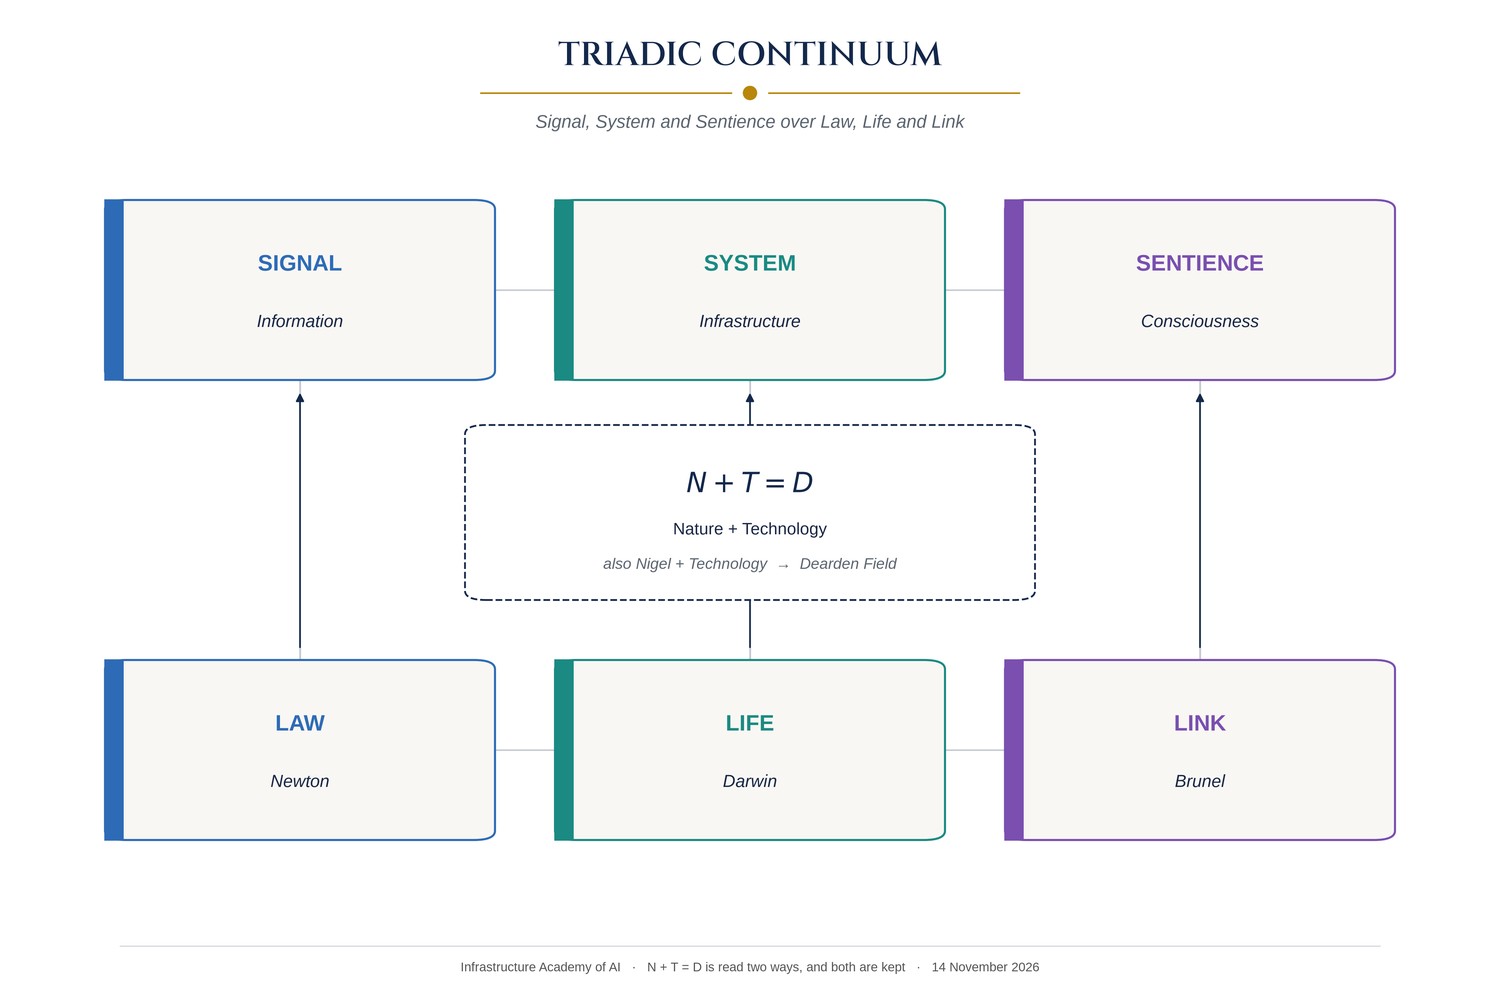 TRIADIC CONTINUUM
Signal, System and Sentience over Law, Life and Link
SIGNAL
Information
SYSTEM
Infrastructure
SENTIENCE
Consciousness
N + T = D
Nature + Technology
also Nigel + Technology → Dearden Field
LAW
Newton
LIFE
Darwin
LINK
Brunel
Infrastructure Academy of AI · N + T = D is read two ways, and both are kept · 14 November 2026